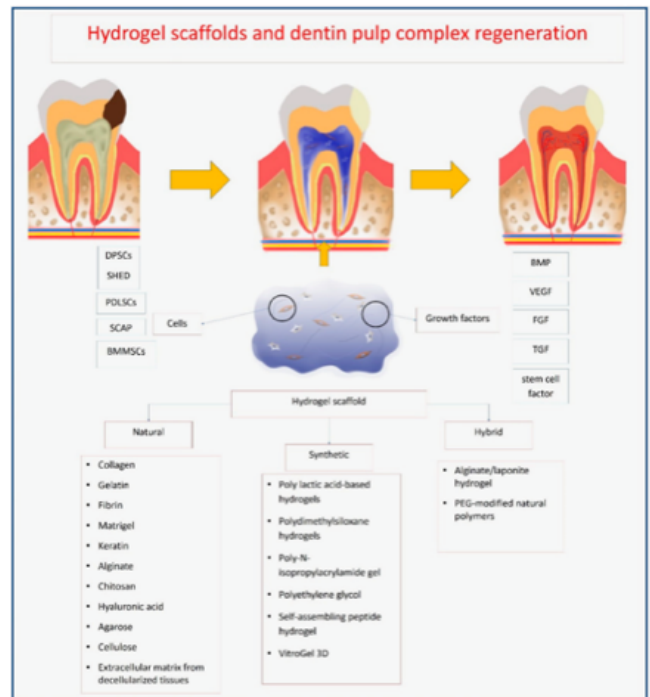 Hydrogel scaffolds and dentin pulp complex regeneration
DPSCs
SHED
PDLSCs
SCAP
BMMSCs
Cells
Growth factors
BMP
VEGF
FGF
TGF
stem cell
factor
Hydrogel scaffold
Natural
• Collagen
• Gelatin
• Fibrin
• Matrigel
• Keratin
• Alginate
• Chitosan
• Hyaluronic acid
• Agarose
• Cellulose
• Extracellular matrix from
decellularized tissues
Synthetic
• Poly lactic acid-based
hydrogels
• Polydimethylsiloxane
hydrogels
• Poly-N-
isopropylacrylamide gel
• Polyethylene glycol
• Self-assembling peptide
hydrogel
• VitroGel 3D
Hybrid
• Alginate/laponite
hydrogel
• PEG-modified natural
polymers